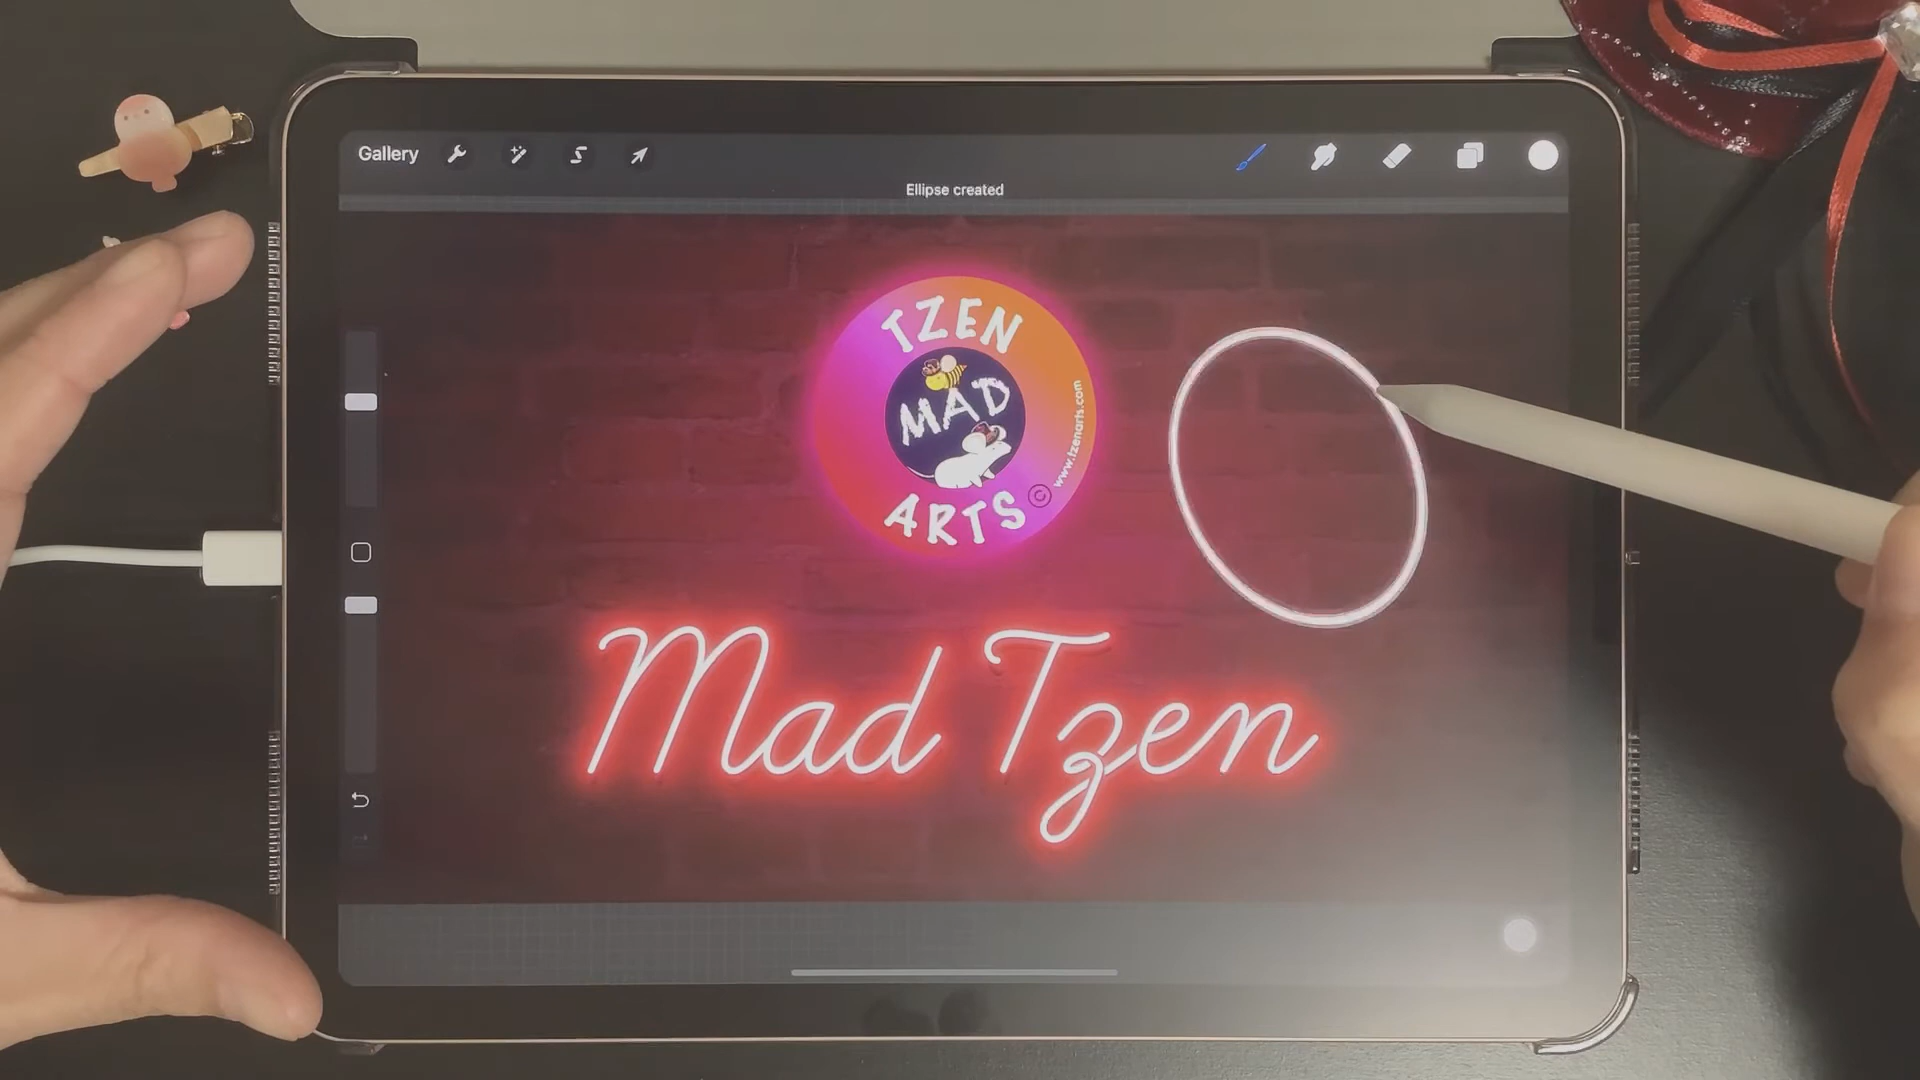 Gallery
Ellipse created
TZEN
MAD
ARTS
© www.tzenarts.com
Mad Tzen